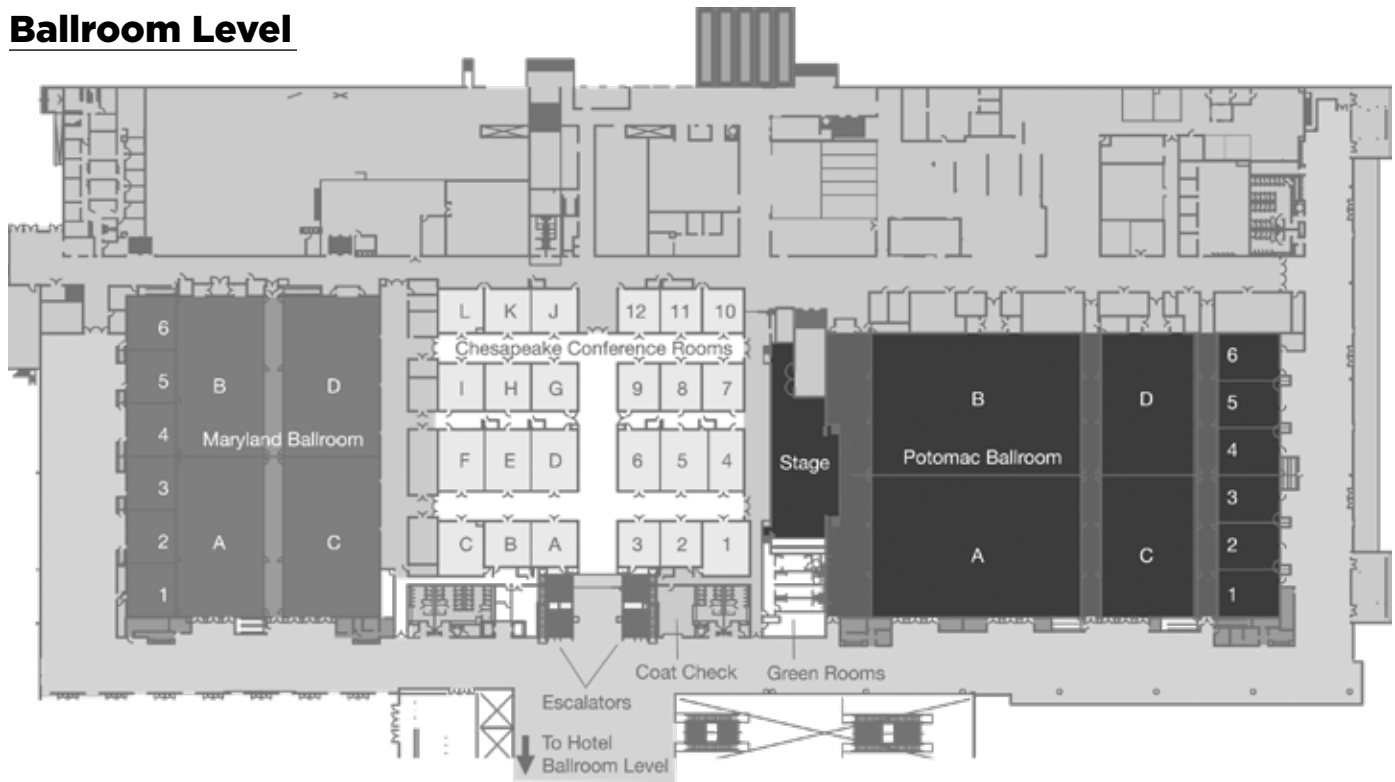 Ballroom Level
L K J 12 11 10
Chesapeake Conference Rooms
I H G 9 8 7
F E D 6 5 4
C B A 3 2 1
6
5
4
3
2
1
B D
Maryland Ballroom
A C
Stage
B D
Potomac Ballroom
A C
6
5
4
3
2
1
Coat Check
Green Rooms
Escalators
To Hotel
Ballroom Level